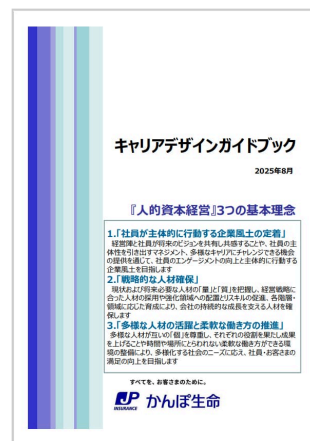 キャリアデザインガイドブック
2025年8月
『人的資本経営』3つの基本理念
1.「社員が主体的に行動する企業風土の定着」
経営陣と社員が将来のビジョンを共有し共感することや、社員の主
体性を引き出すマネジメント、多様なキャリアにチャレンジできる機会
の提供を通じて、社員のエンゲージメントの向上と主体的に行動する
企業風土を目指します
2.「戦略的な人材確保」
現状および将来必要な人材の「量」と「質」を把握し、経営戦略に
合った人材の採用や強化領域への配置とリスキルの促進、各階層・
領域に応じた育成により、会社の持続的な成長を支える人材を確
保します
3.「多様な人材の活躍と柔軟な働き方の推進」
多様な人材が互いの「個」を尊重し、それぞれの役割を果たし成果
を上げることや時間や場所にとらわれない柔軟な働き方ができる環
境の整備により、多様化する社会のニーズに応え、社員・お客さまの
満足の向上を目指します
すべてを、お客さまのために。
JP INSURANCE かんぽ生命